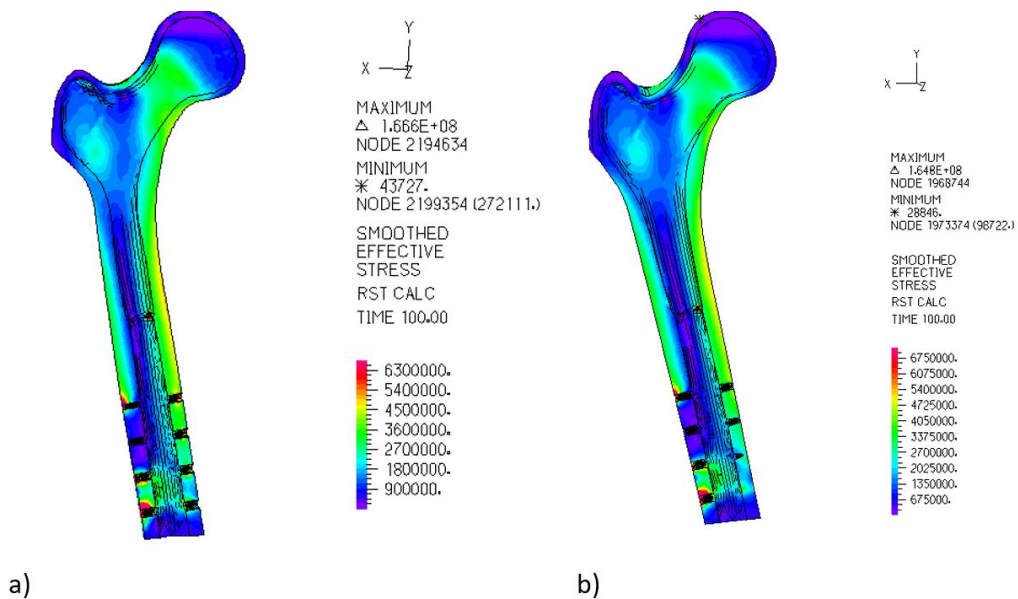 Y
X
Z
MAXIMUM
Δ 1.666E+08
NODE 2194634
MINIMUM
* 43727.
NODE 2199354 (272111.)
SMOOTHED
EFFECTIVE
STRESS
RST CALC
TIME 100.00
6300000.
5400000.
4500000.
3600000.
2700000.
1800000.
900000.
a)
Y
X
Z
MAXIMUM
Δ 1.648E+08
NODE 1968744
MINIMUM
* 28846.
NODE 1973374 (98722.)
SMOOTHED
EFFECTIVE
STRESS
RST CALC
TIME 100.00
6750000.
6075000.
5400000.
4725000.
4050000.
3375000.
2700000.
2025000.
1350000.
675000.
b)